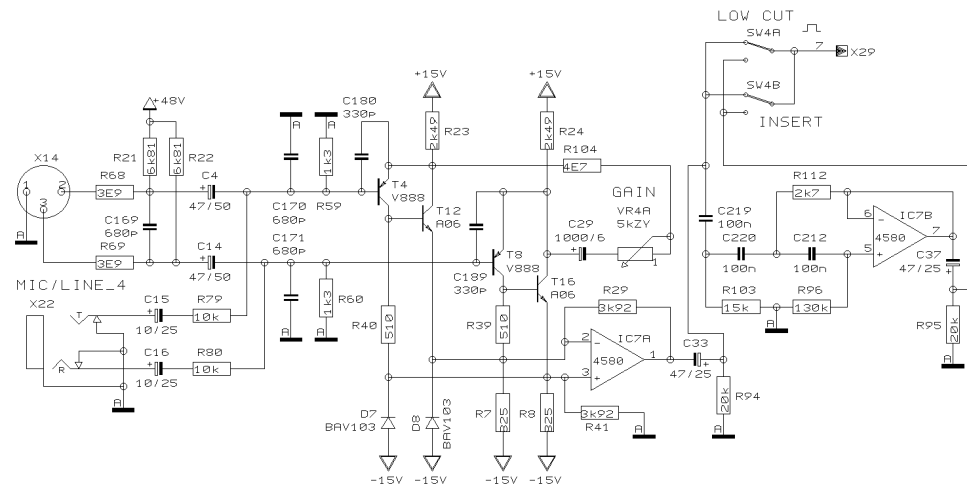 LOW CUT
SW4A
7
X29
SW4B
INSERT
+15V
+15V
C180
330p
+48V
A
A
2k49
R23
2k49
R24
R104
4E7
X14
R21
6k81
6k81
R22
1k3
R68
3E9
C4
+
47/50
1
2
3
T4
V888
C170
680p
R59
T12
A06
GAIN
VR4A
5kZY
R112
2k7
C169
680p
C219
100n
6
IC7B
-
4580
7
+
5
C220
100n
C212
100n
C37
47/25
+
A
R69
3E9
C14
+
47/50
C171
680p
C29
1000/6
+
1
T8
V888
C189
330p
T16
A06
MIC/LINE_4
X22
C15
+
10/25
R79
10k
1k3
R60
R29
3k92
R103
15k
R96
130k
A
T
R40
510
R39
510
IC7A
2
-
4580
1
3
+
C33
+
47/25
R95
20k
A
R
C16
+
10/25
R80
10k
A
A
A
R94
20k
A
D7
BAV103
D8
BAV103
R7
825
R8
825
3k92
R41
A
-15V
-15V
-15V
-15V